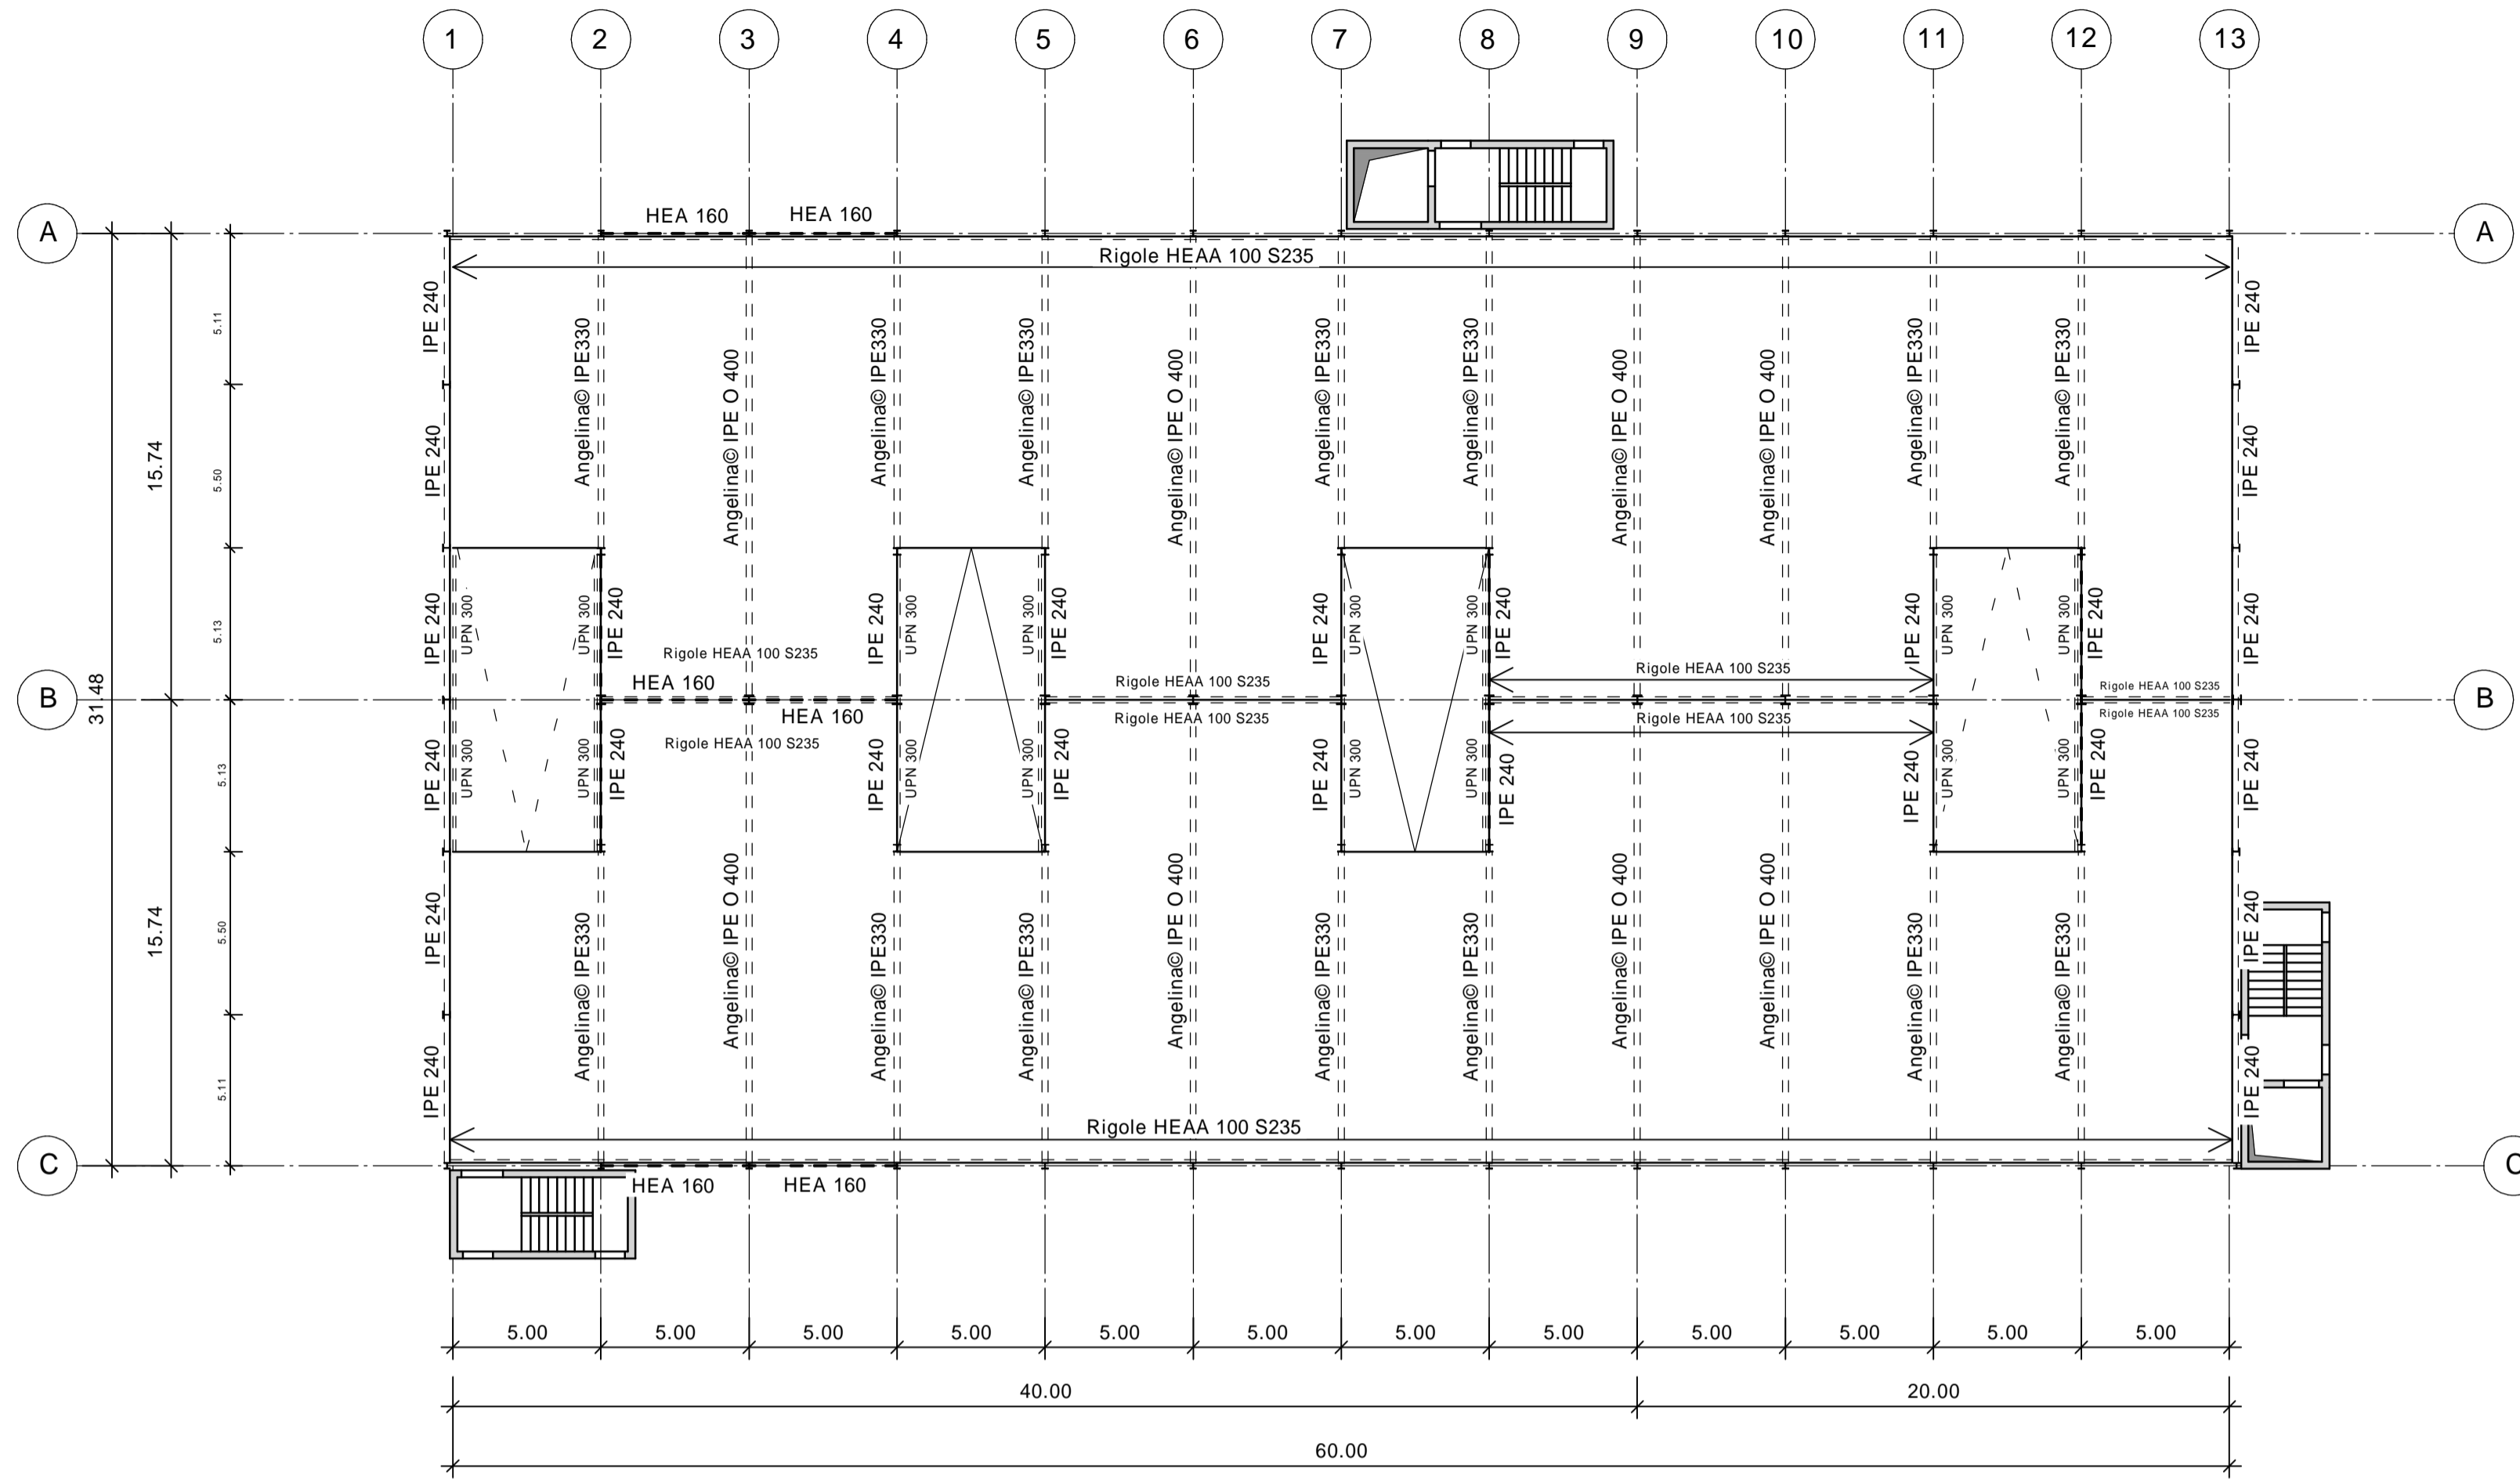 1 2 3 4 5 6 7 8 9 10 11 12 13
HEA 160 HEA 160
A A
Rigole HEAA 100 S235
IPE 240 IPE 240
5.11
Angelina© IPE330 Angelina© IPE O 400 Angelina© IPE330 Angelina© IPE330 Angelina© IPE O 400 Angelina© IPE330 Angelina© IPE330 Angelina© IPE O 400 Angelina© IPE O 400 Angelina© IPE330 Angelina© IPE330
15.74
5.50
IPE 240 IPE 240
5.13
IPE 240 UPN 300 UPN 300 IPE 240 IPE 240 UPN 300 UPN 300 IPE 240 IPE 240 UPN 300 UPN 300 IPE 240 IPE 240 UPN 300 UPN 300 IPE 240 IPE 240
Rigole HEAA 100 S235
Rigole HEAA 100 S235
HEA 160
Rigole HEAA 100 S235
Rigole HEAA 100 S235
31.48
B B
HEA 160
Rigole HEAA 100 S235
Rigole HEAA 100 S235
Rigole HEAA 100 S235
Rigole HEAA 100 S235
5.13
IPE 240 UPN 300 UPN 300 IPE 240 IPE 240 UPN 300 UPN 300 IPE 240 IPE 240 UPN 300 UPN 300 IPE 240 IPE 240 UPN 300 UPN 300 IPE 240 IPE 240
15.74
5.50
IPE 240 IPE 240
Angelina© IPE330 Angelina© IPE O 400 Angelina© IPE330 Angelina© IPE330 Angelina© IPE O 400 Angelina© IPE330 Angelina© IPE330 Angelina© IPE O 400 Angelina© IPE O 400 Angelina© IPE330 Angelina© IPE330
5.11
IPE 240 IPE 240
Rigole HEAA 100 S235
C C
HEA 160 HEA 160
5.00 5.00 5.00 5.00 5.00 5.00 5.00 5.00 5.00 5.00 5.00 5.00
40.00 20.00
60.00